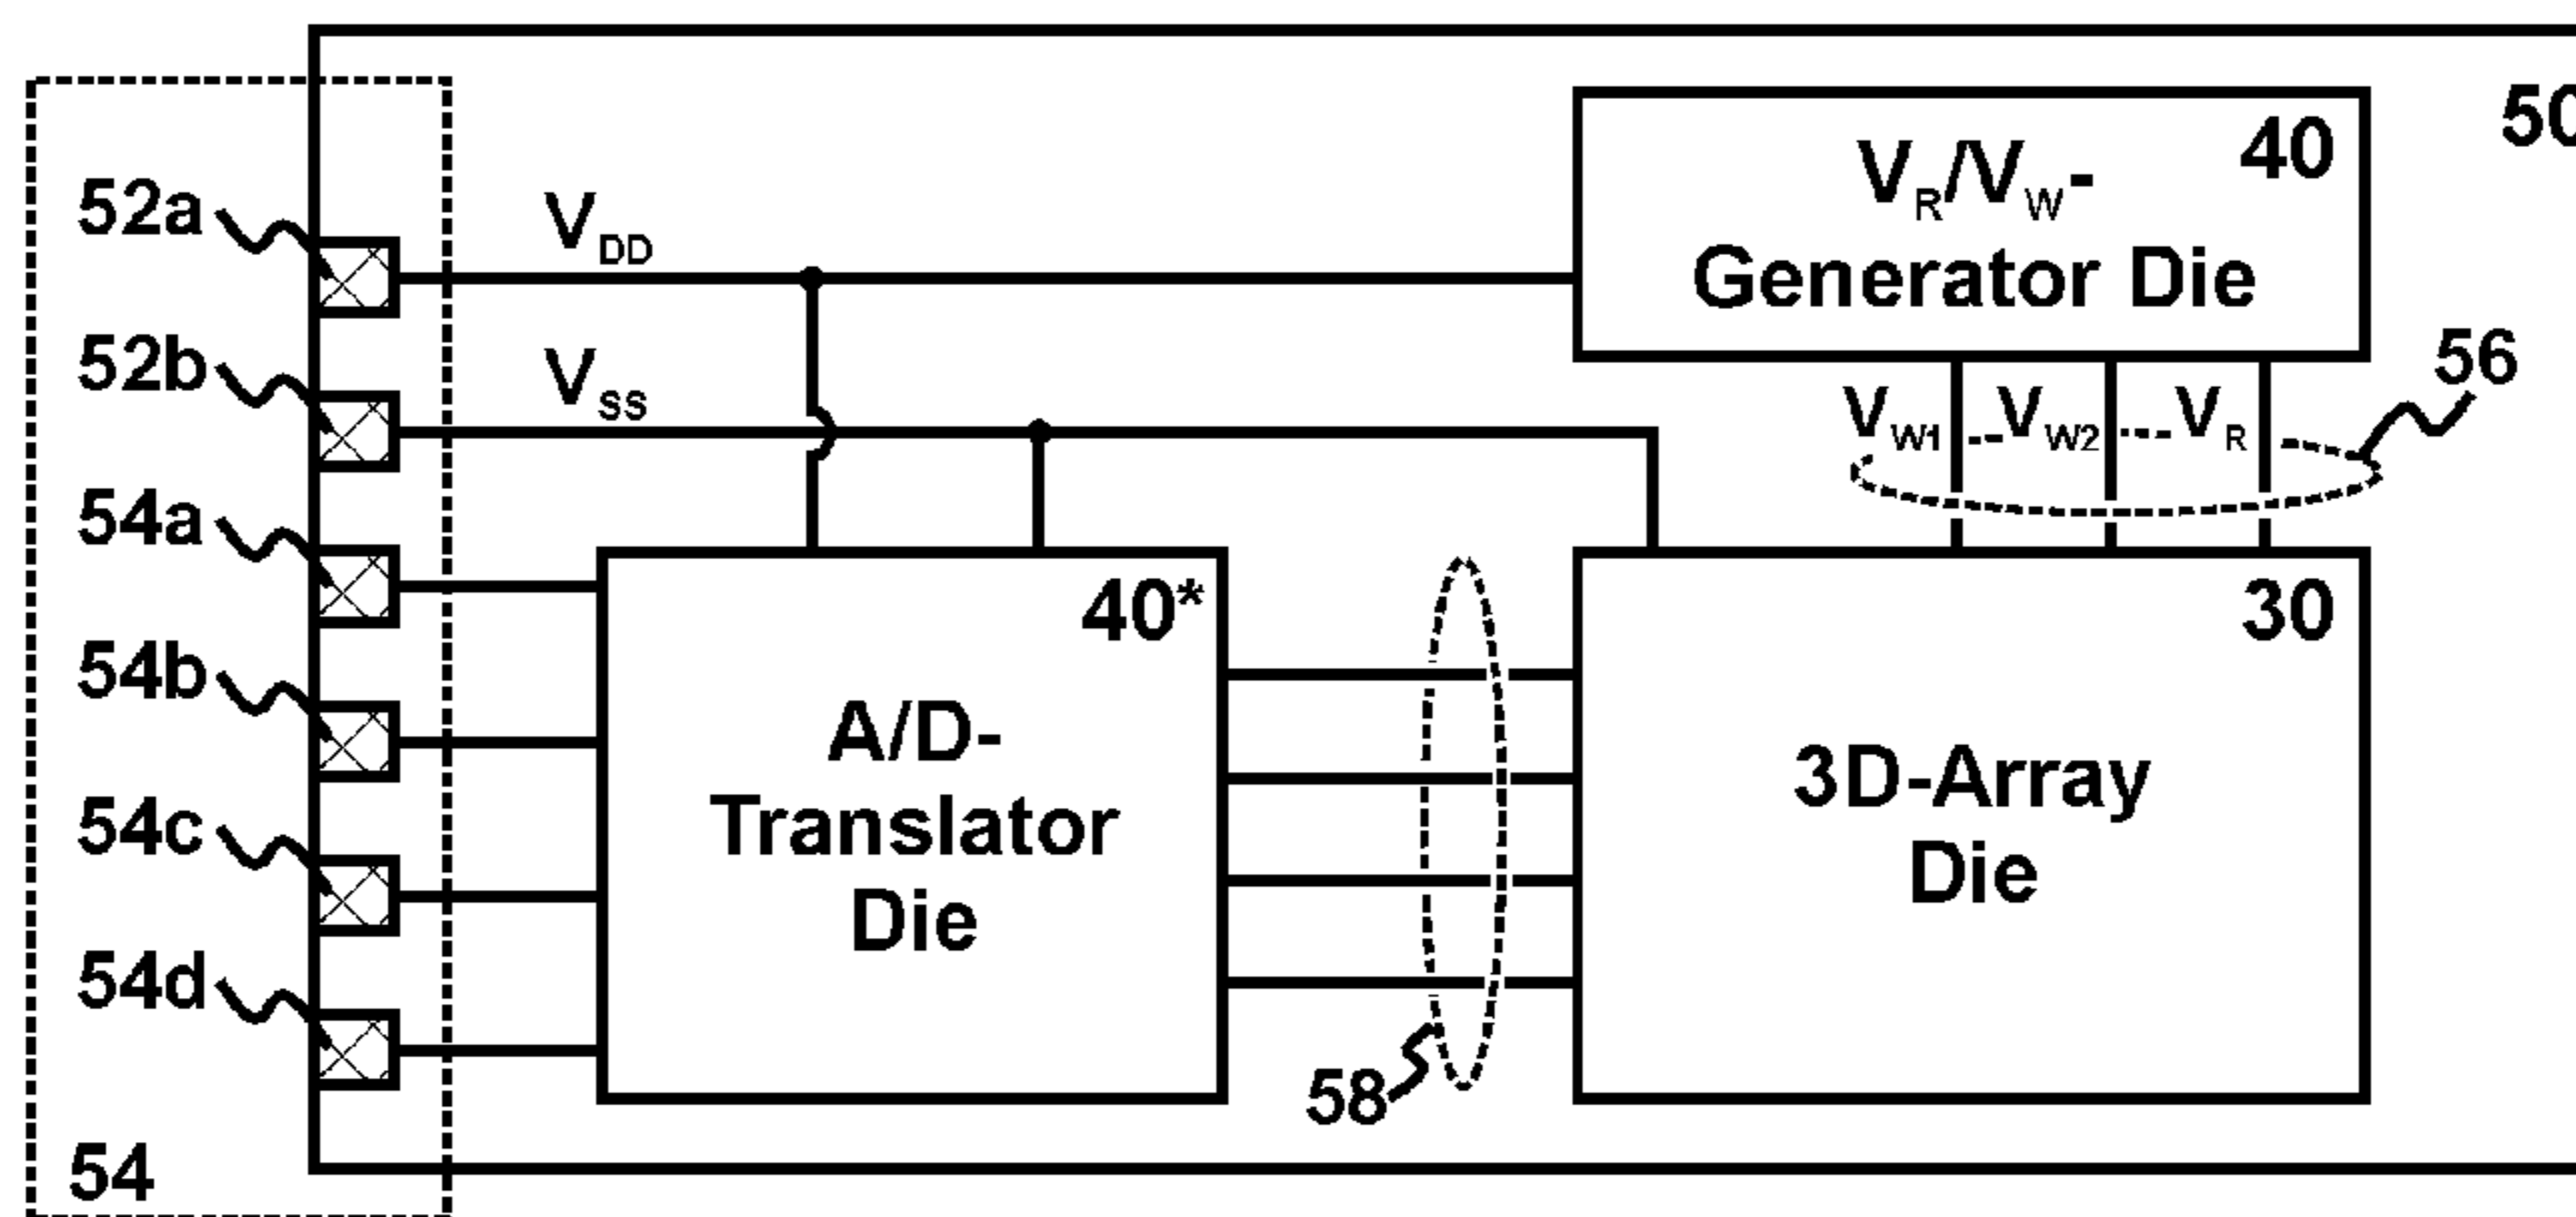 50
40
V_R/V_W-
Generator Die
52a
V_DD
52b
V_SS
56
V_W1 V_W2 V_R
54a
40*
30
54b
A/D-
Translator
Die
3D-Array
Die
54c
54d
58
54